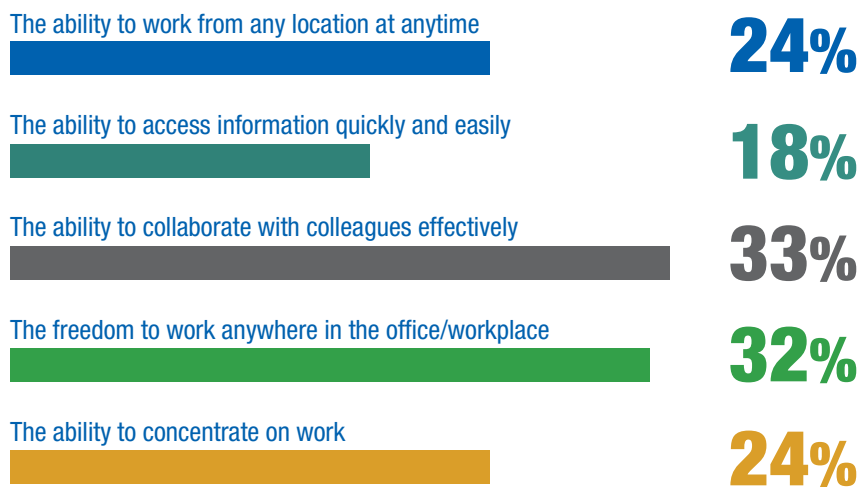 The ability to work from any location at anytime
24%
The ability to access information quickly and easily
18%
The ability to collaborate with colleagues effectively
33%
The freedom to work anywhere in the office/workplace
32%
The ability to concentrate on work
24%